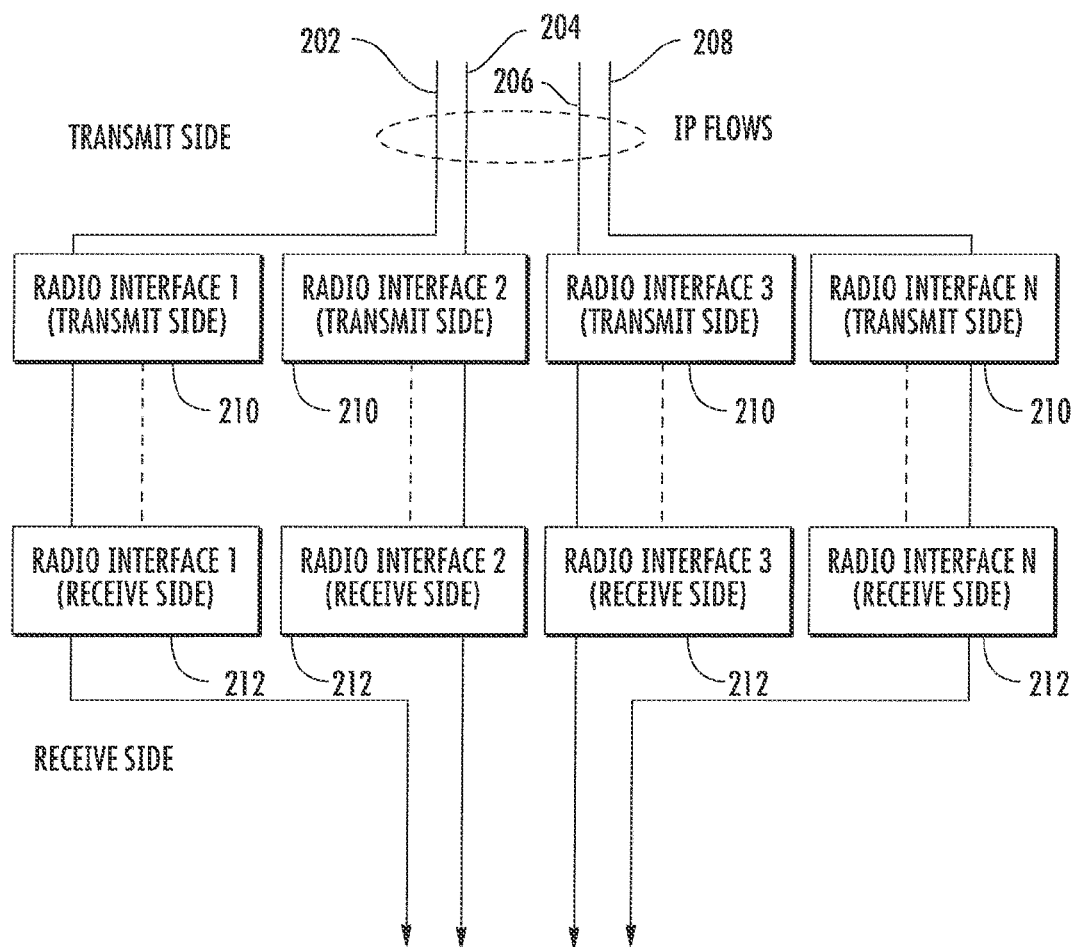 202
204
206
208
TRANSMIT SIDE
IP FLOWS
RADIO INTERFACE 1
(TRANSMIT SIDE)
RADIO INTERFACE 2
(TRANSMIT SIDE)
RADIO INTERFACE 3
(TRANSMIT SIDE)
RADIO INTERFACE N
(TRANSMIT SIDE)
210
210
210
210
RADIO INTERFACE 1
(RECEIVE SIDE)
RADIO INTERFACE 2
(RECEIVE SIDE)
RADIO INTERFACE 3
(RECEIVE SIDE)
RADIO INTERFACE N
(RECEIVE SIDE)
212
212
212
212
RECEIVE SIDE